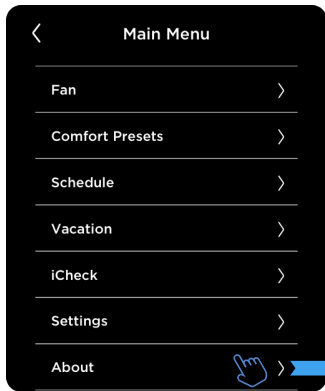 Main Menu
Fan
Comfort Presets
Schedule
Vacation
iCheck
Settings
About